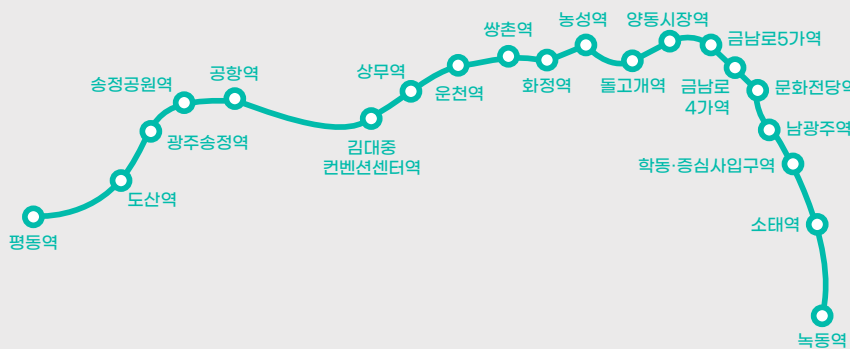 평동역
도산역
광주송정역
송정공원역
공항역
김대중
컨벤션센터역
상무역
운천역
쌍촌역
화정역
농성역
돌고개역
양동시장역
금남로5가역
금남로
4가역
문화전당역
남광주역
학동·증심사입구역
소태역
녹동역